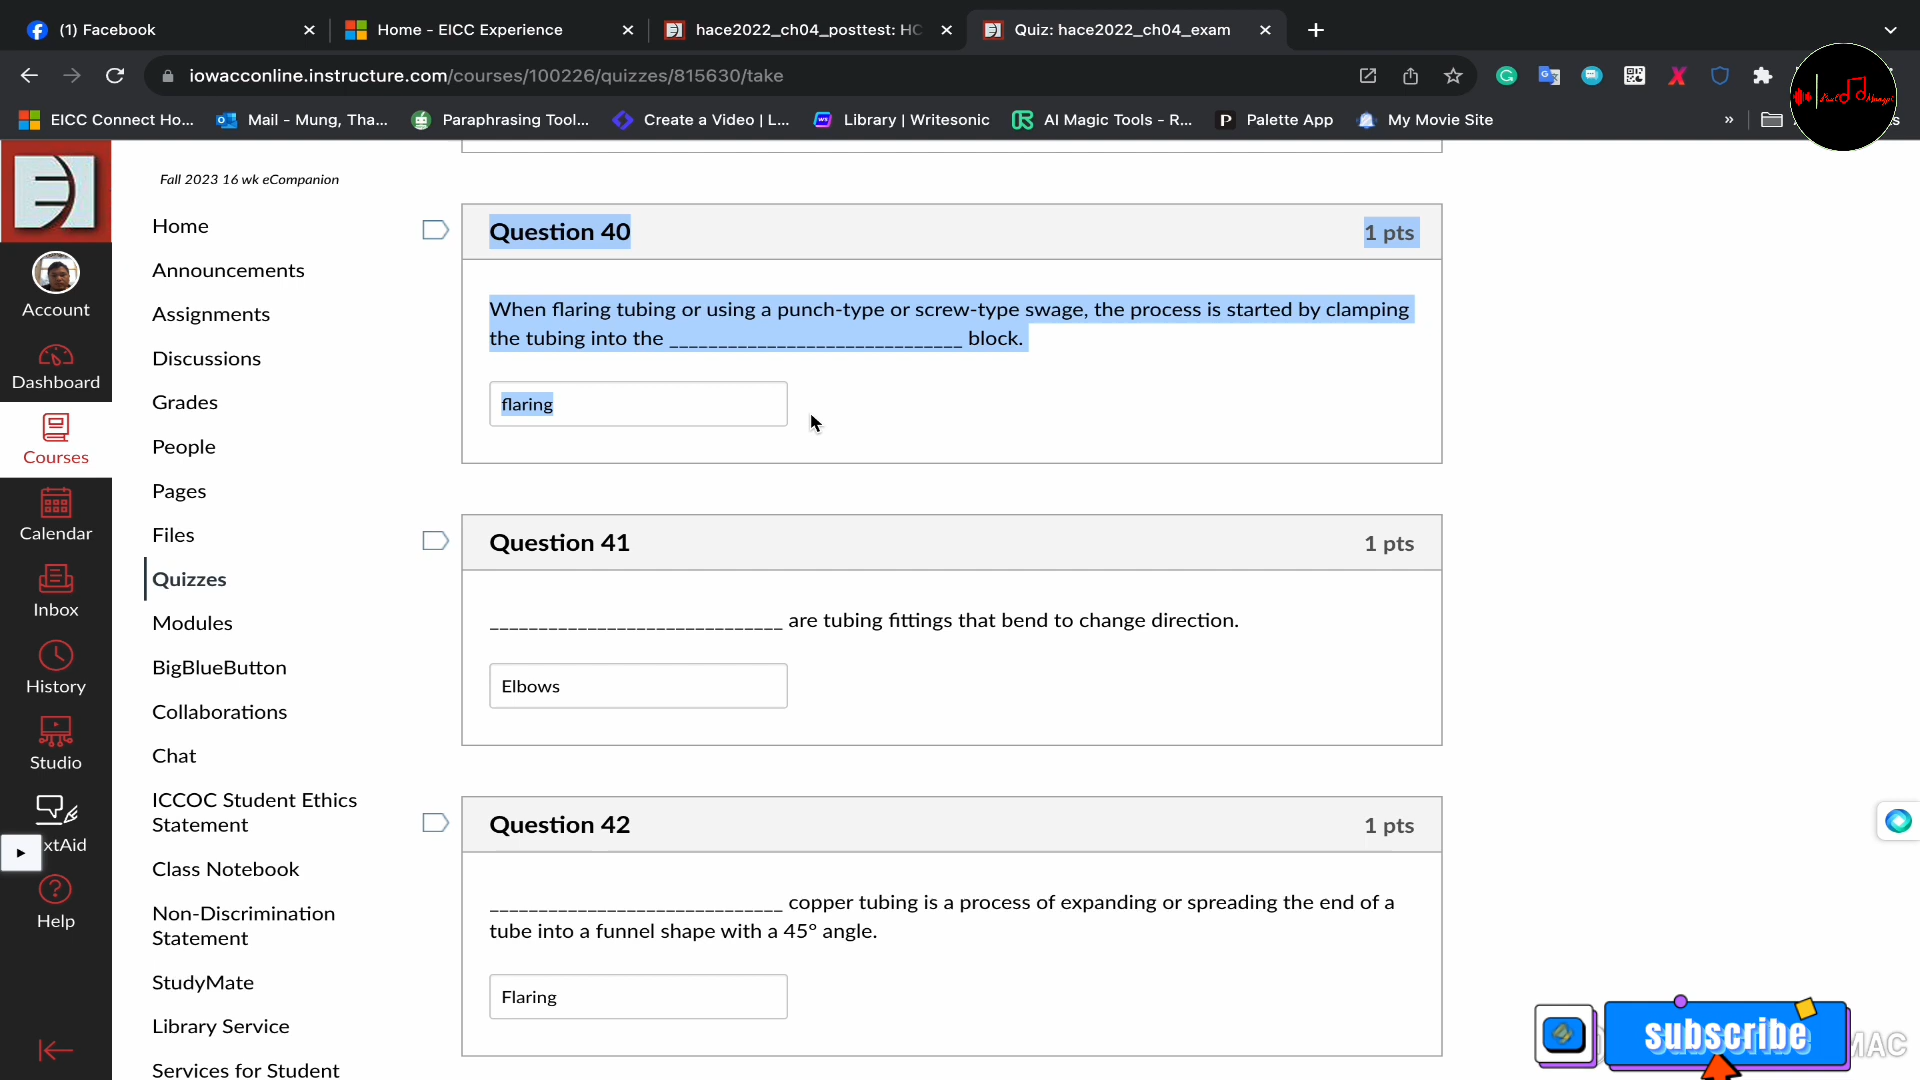 (1) Facebook
Home - EICC Experience
hace2022_ch04_posttest: HC
Quiz: hace2022_ch04_exam
iowacconline.instructure.com/courses/100226/quizzes/815630/take
EICC Connect Ho...
Mail - Mung, Tha...
Paraphrasing Tool...
Create a Video | L...
Library | Writesonic
AI Magic Tools - R...
Palette App
My Movie Site
»
Fall 2023 16 wk eCompanion
Account
Dashboard
Courses
Calendar
Inbox
History
Studio
xtAid
Help
Home
Announcements
Assignments
Discussions
Grades
People
Pages
Files
Quizzes
Modules
BigBlueButton
Collaborations
Chat
ICCOC Student Ethics
Statement
Class Notebook
Non-Discrimination
Statement
StudyMate
Library Service
Services for Student
Question 40
1 pts
When flaring tubing or using a punch-type or screw-type swage, the process is started by clamping
the tubing into the ______________________________ block.
flaring
Question 41
1 pts
______________________________ are tubing fittings that bend to change direction.
Elbows
Question 42
1 pts
______________________________ copper tubing is a process of expanding or spreading the end of a
tube into a funnel shape with a 45° angle.
Flaring
subscribe
MAC